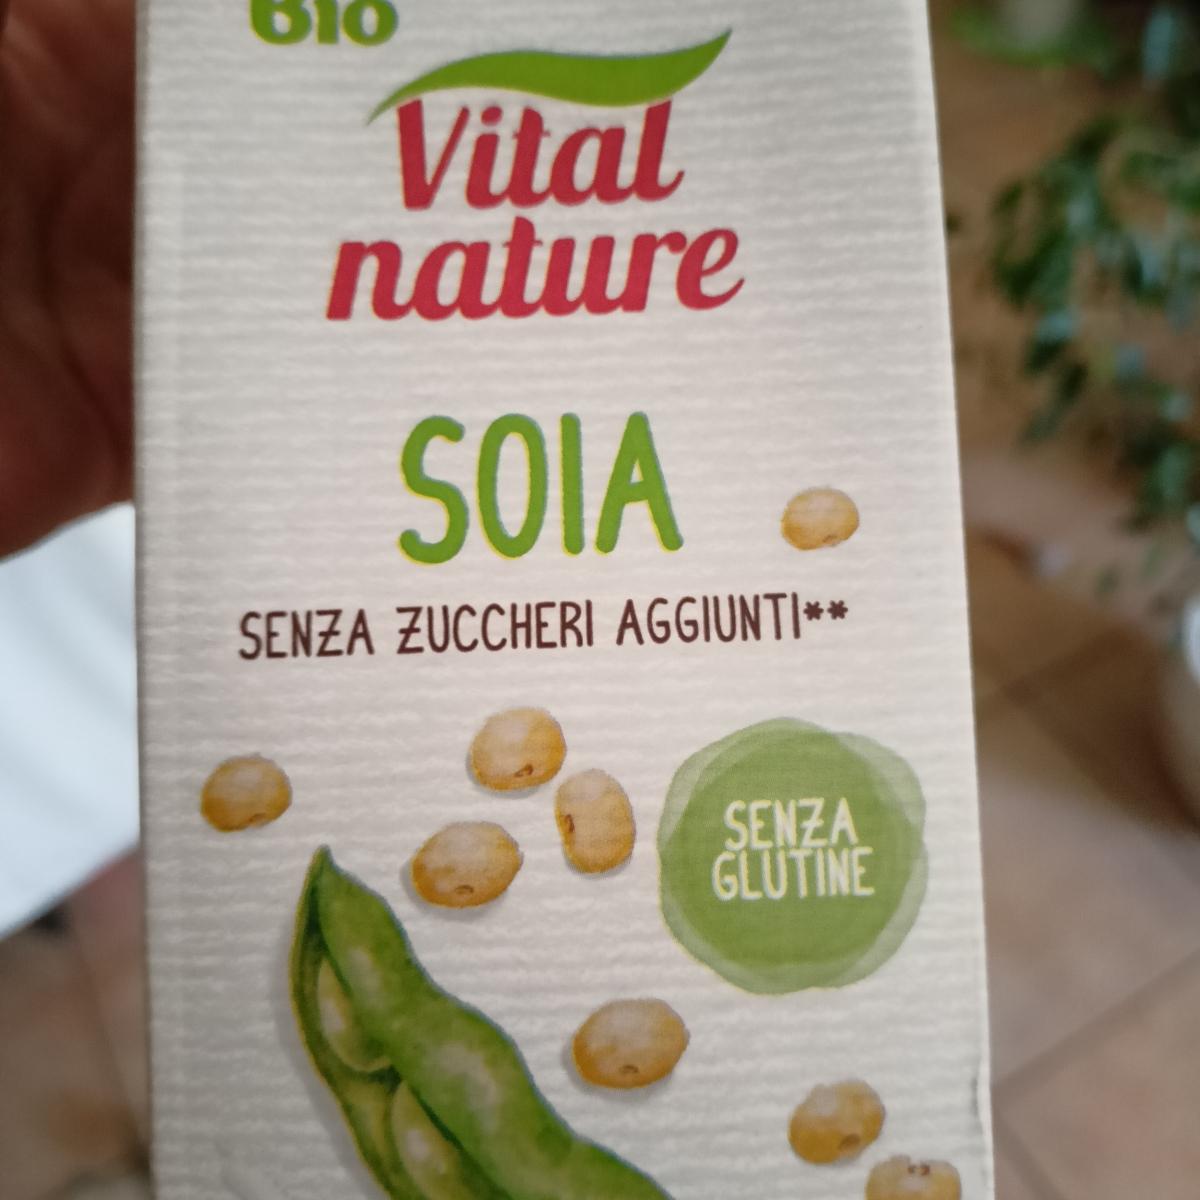 Bio
Vital
nature
SOIA
SENZA ZUCCHERI AGGIUNTI**
SENZA
GLUTINE